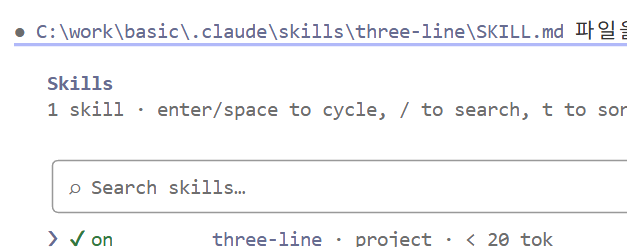 ● C:\work\basic\.claude\skills\three-line\SKILL.md 파일을
Skills
1 skill · enter/space to cycle, / to search, t to sor
⌕ Search skills…
❯ ✓ on three-line · project · < 20 tok